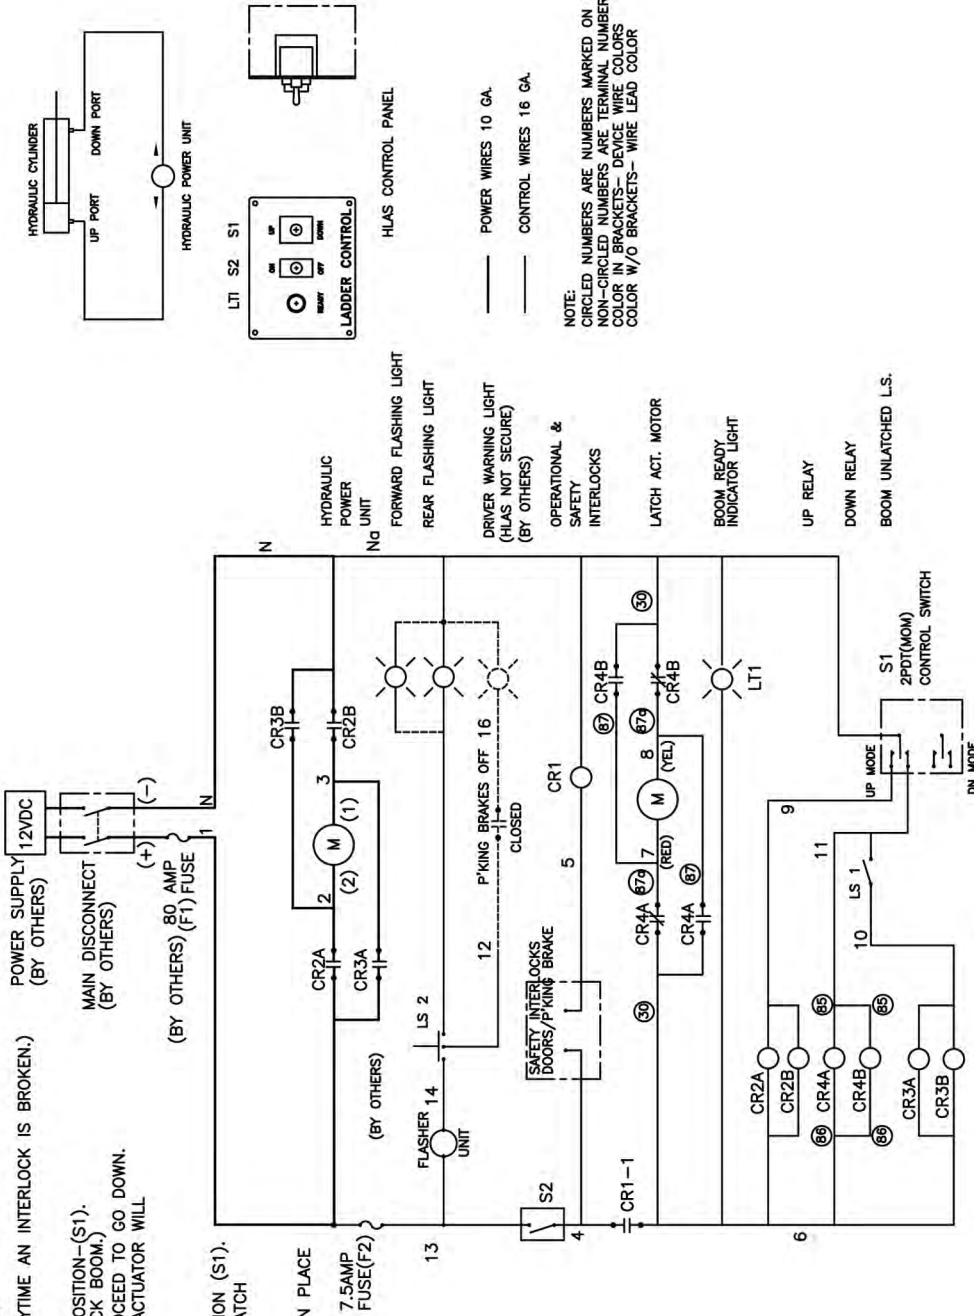 YTIME AN INTERLOCK IS BROKEN.)
OSITION-(S1).
CK BOOM.)
CEED TO GO DOWN.
ACTUATOR WILL
ION (S1).
ATCH
N PLACE
POWER SUPPLY
(BY OTHERS)
12VDC
MAIN DISCONNECT
(BY OTHERS)
(+)
(-)
(BY OTHERS)
80 AMP
(F1) FUSE
1
N
N
Na
HYDRAULIC
POWER
UNIT
CR3B
CR2B
3
(1)
M
(2)
2
CR2A
CR3A
7.5AMP
FUSE(F2)
13
(BY OTHERS)
FLASHER
UNIT
14
LS 2
12
P'KING BRAKES OFF
16
CLOSED
FORWARD FLASHING LIGHT
REAR FLASHING LIGHT
DRIVER WARNING LIGHT
(HLAS NOT SECURE)
(BY OTHERS)
S2
4
SAFETY INTERLOCKS
DOORS/P'KING BRAKE
5
CR1
OPERATIONAL &
SAFETY
INTERLOCKS
CR1-1
30
CR4A
87a
CR4A
87
7
(RED)
M
8
(YEL)
87
CR4B
87a
CR4B
30
LATCH ACT. MOTOR
LT1
BOOM READY
INDICATOR LIGHT
6
CR2A
CR2B
86
CR4A
85
86
CR4B
85
CR3A
CR3B
9
11
10
LS 1
UP MODE
DN MODE
S1
2PDT(MOM)
CONTROL SWITCH
UP RELAY
DOWN RELAY
BOOM UNLATCHED L.S.
HYDRAULIC CYLINDER
UP PORT
DOWN PORT
HYDRAULIC POWER UNIT
LTI S2 S1
ON
UP
READY
OFF
DOWN
LADDER CONTROL
HLAS CONTROL PANEL
POWER WIRES 10 GA.
CONTROL WIRES 16 GA.
NOTE:
CIRCLED NUMBERS ARE NUMBERS MARKED ON
NON-CIRCLED NUMBERS ARE TERMINAL NUMBER
COLOR IN BRACKETS- DEVICE WIRE COLORS
COLOR W/O BRACKETS- WIRE LEAD COLOR